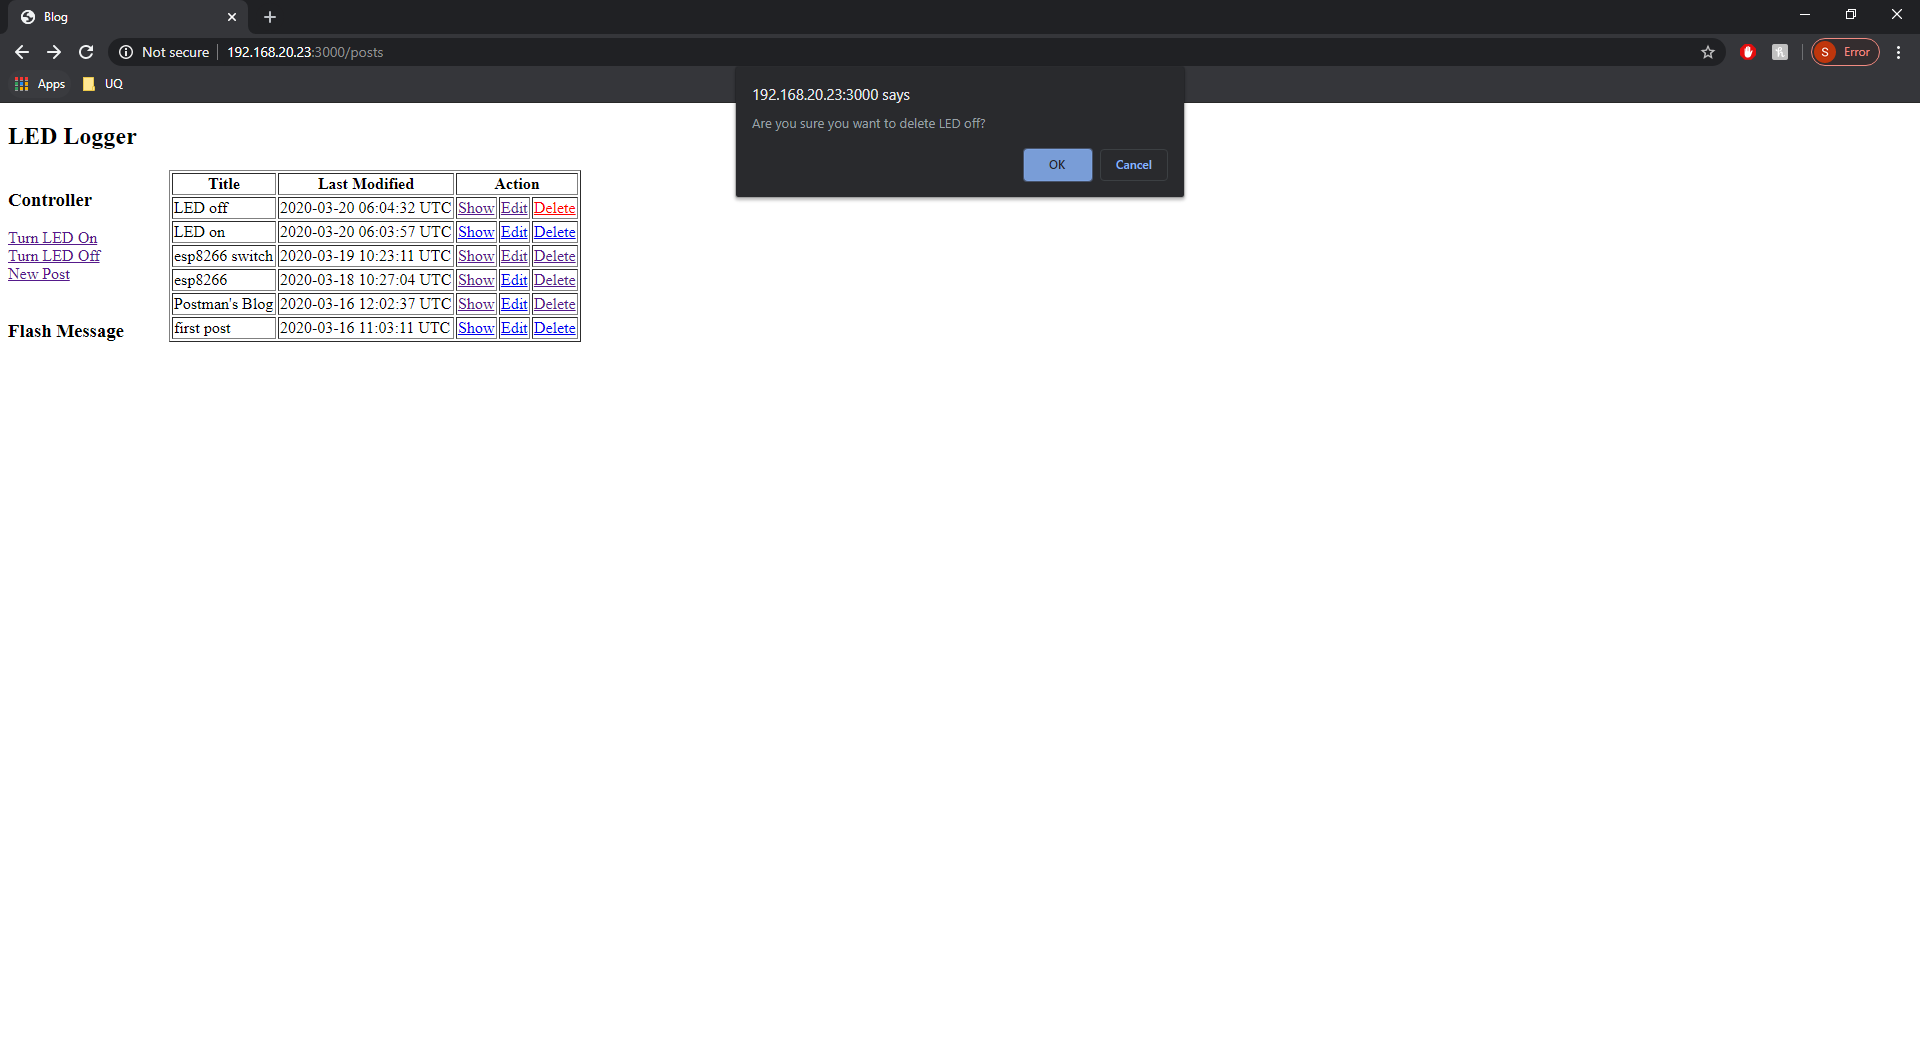 Blog
Not secure 192.168.20.23:3000/posts
S Error
Apps UQ
192.168.20.23:3000 says
Are you sure you want to delete LED off?
OK Cancel
LED Logger
Controller
Turn LED On
Turn LED Off
New Post
Flash Message
Title Last Modified Action
LED off 2020-03-20 06:04:32 UTC Show Edit Delete
LED on 2020-03-20 06:03:57 UTC Show Edit Delete
esp8266 switch 2020-03-19 10:23:11 UTC Show Edit Delete
esp8266 2020-03-18 10:27:04 UTC Show Edit Delete
Postman's Blog 2020-03-16 12:02:37 UTC Show Edit Delete
first post 2020-03-16 11:03:11 UTC Show Edit Delete